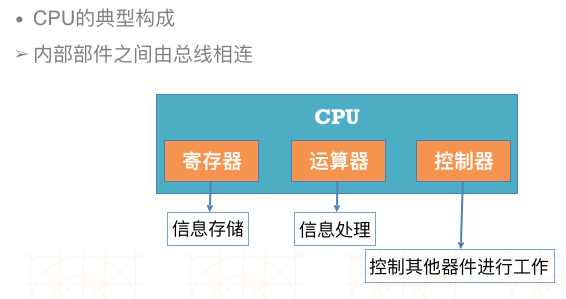 • CPU的典型构成
➢ 内部部件之间由总线相连
CPU
寄存器 运算器 控制器
信息存储 信息处理
控制其他器件进行工作